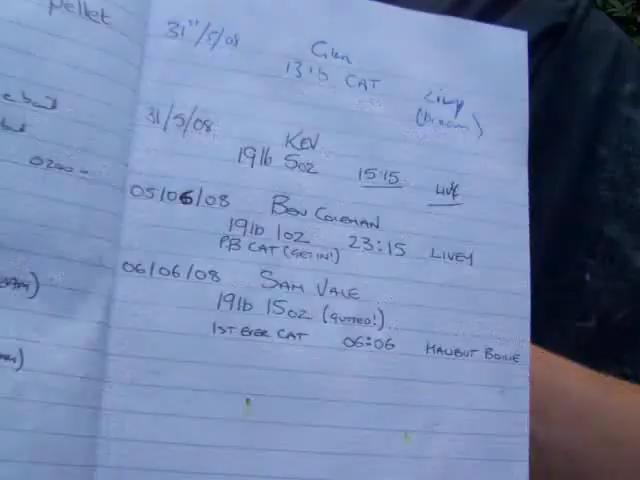 pellet
31st/5/08
Glen
13lb CAT
31/5/08
KEV
19lb 5oz 15:15
0200 -
05/06/08 BEN COLEMAN
19lb 1oz 23:15 LIVEY
PB CAT (GET IN!)
06/06/08 SAM VALE
19lb 15oz (GUTTED!)
1ST EVER CAT 06:06 HALIBUT BOILIE